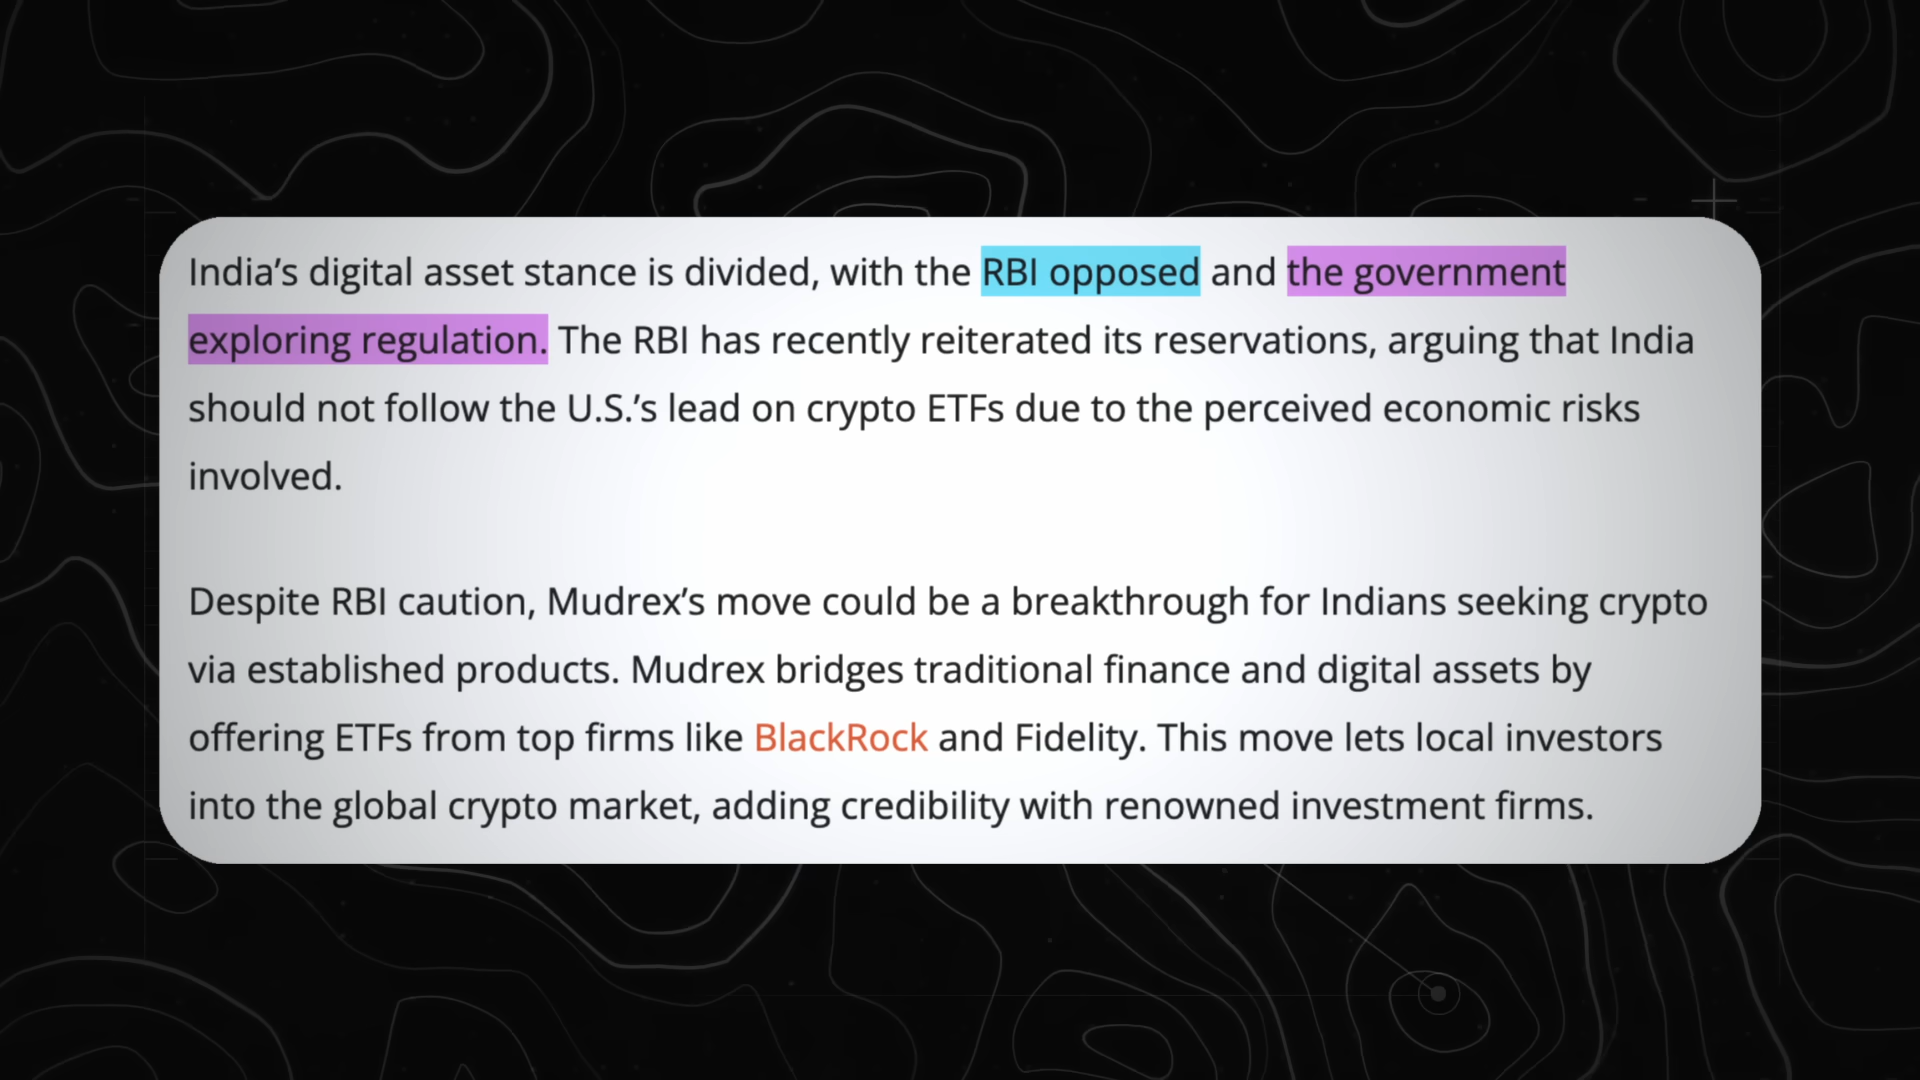 India’s digital asset stance is divided, with the RBI opposed and the government
exploring regulation. The RBI has recently reiterated its reservations, arguing that India
should not follow the U.S.’s lead on crypto ETFs due to the perceived economic risks
involved.
Despite RBI caution, Mudrex’s move could be a breakthrough for Indians seeking crypto
via established products. Mudrex bridges traditional finance and digital assets by
offering ETFs from top firms like BlackRock and Fidelity. This move lets local investors
into the global crypto market, adding credibility with renowned investment firms.